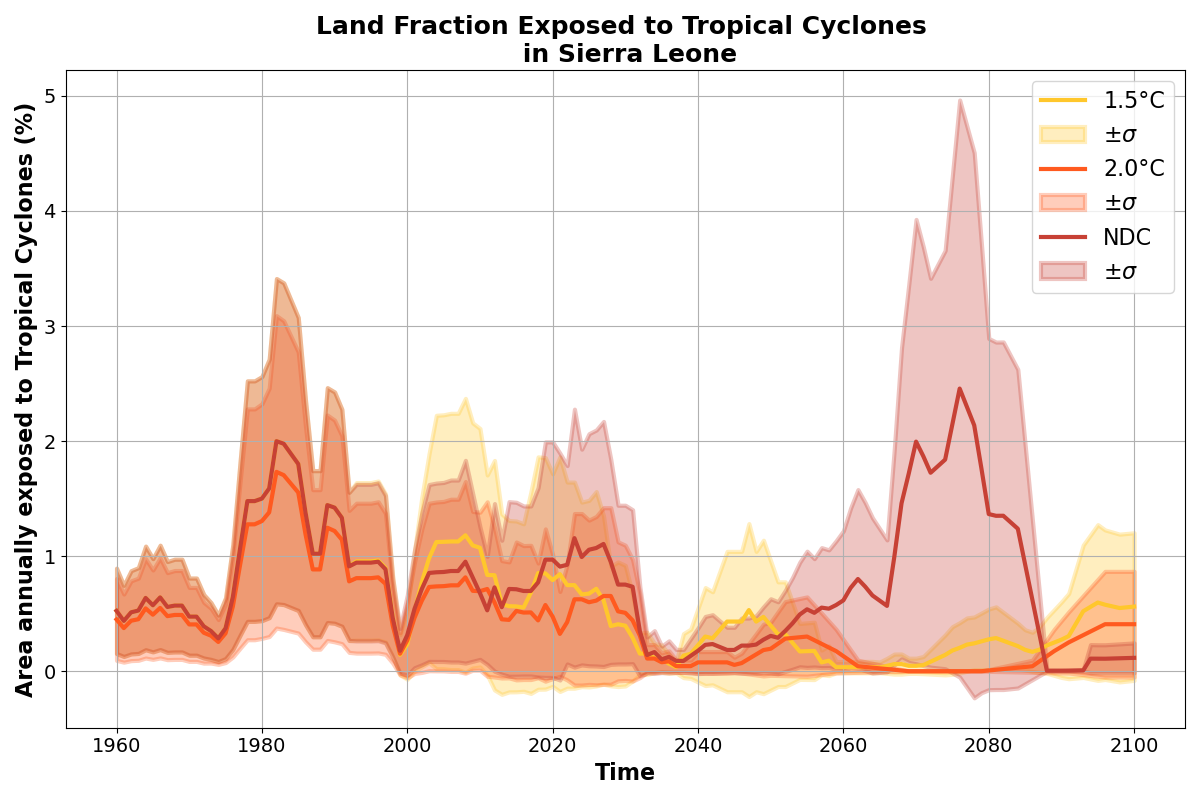 Land Fraction Exposed to Tropical Cyclones
in Sierra Leone
Area annually exposed to Tropical Cyclones (%)
5
4
3
2
1
0
1960 1980 2000 2020 2040 2060 2080 2100
Time
1.5°C
±σ
2.0°C
±σ
NDC
±σ